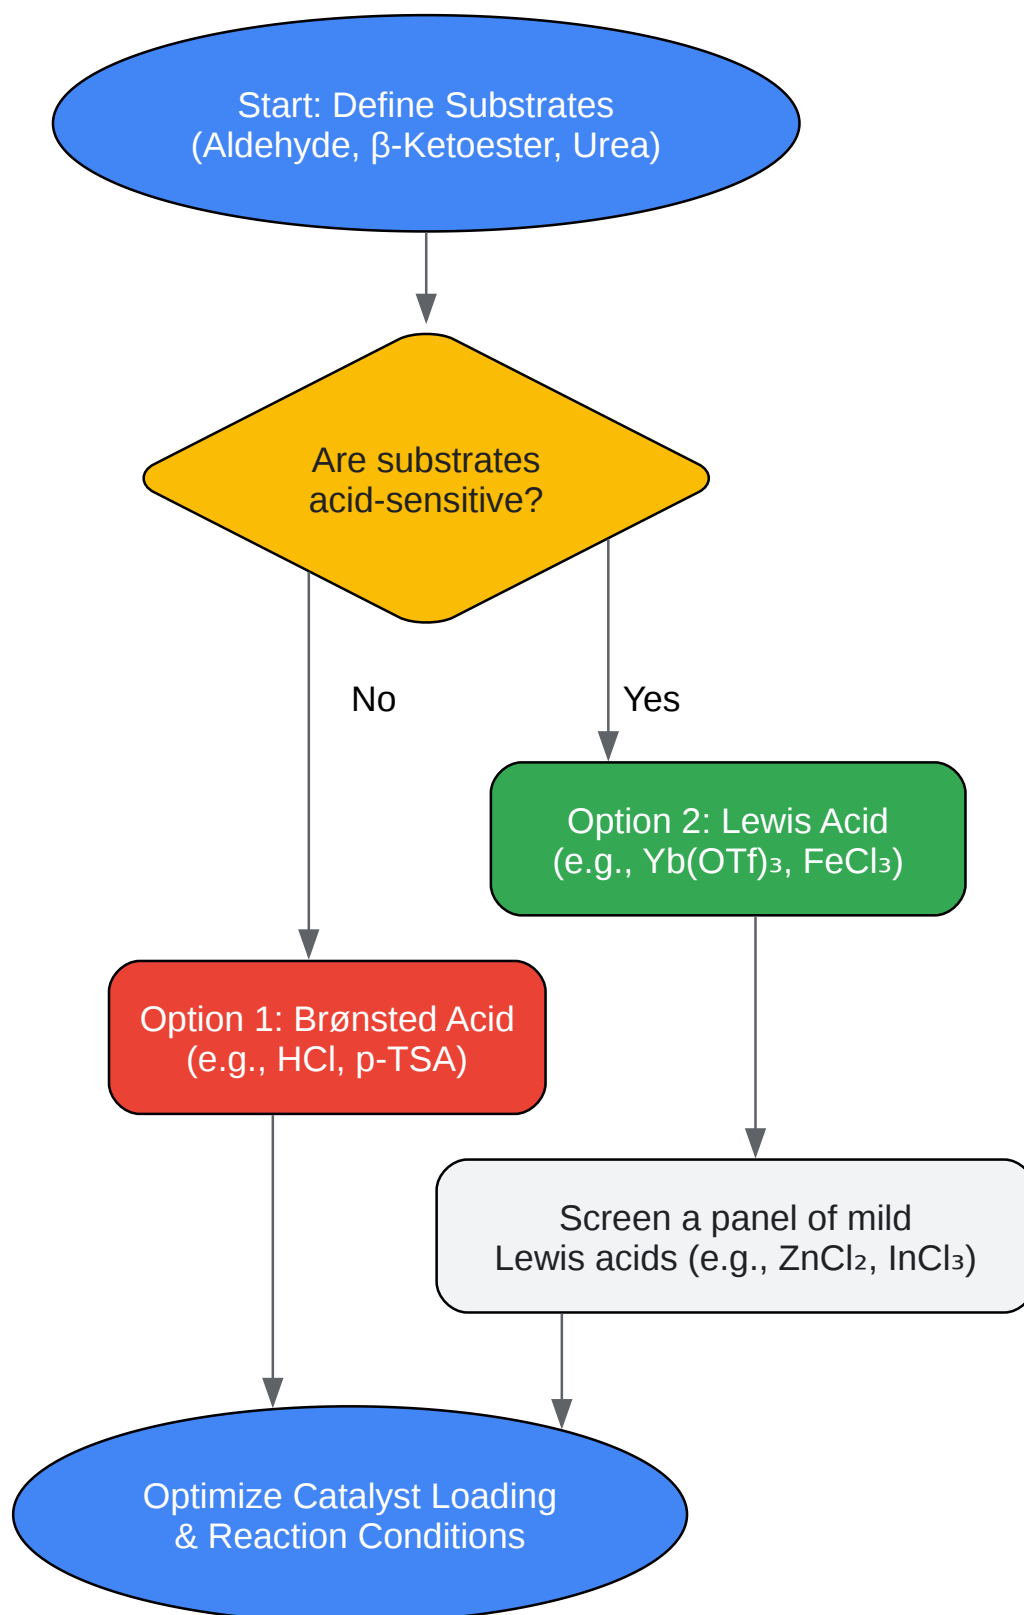 Start: Define Substrates
(Aldehyde, β-Ketoester, Urea)
Are substrates
acid-sensitive?
No
Yes
Option 2: Lewis Acid
(e.g., Yb(OTf)₃, FeCl₃)
Option 1: Brønsted Acid
(e.g., HCl, p-TSA)
Screen a panel of mild
Lewis acids (e.g., ZnCl₂, InCl₃)
Optimize Catalyst Loading
& Reaction Conditions